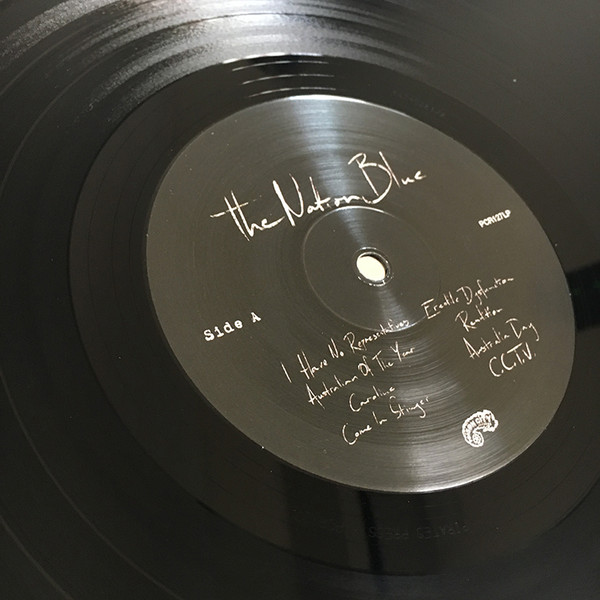 The Nation Blue
PCR127LP
Side A
I Have No Representatives
Australian Of The Year
Caroline
Come In Stinger
Erectile Dysfunction
Reunition
Australia Day
C.C.T.V.